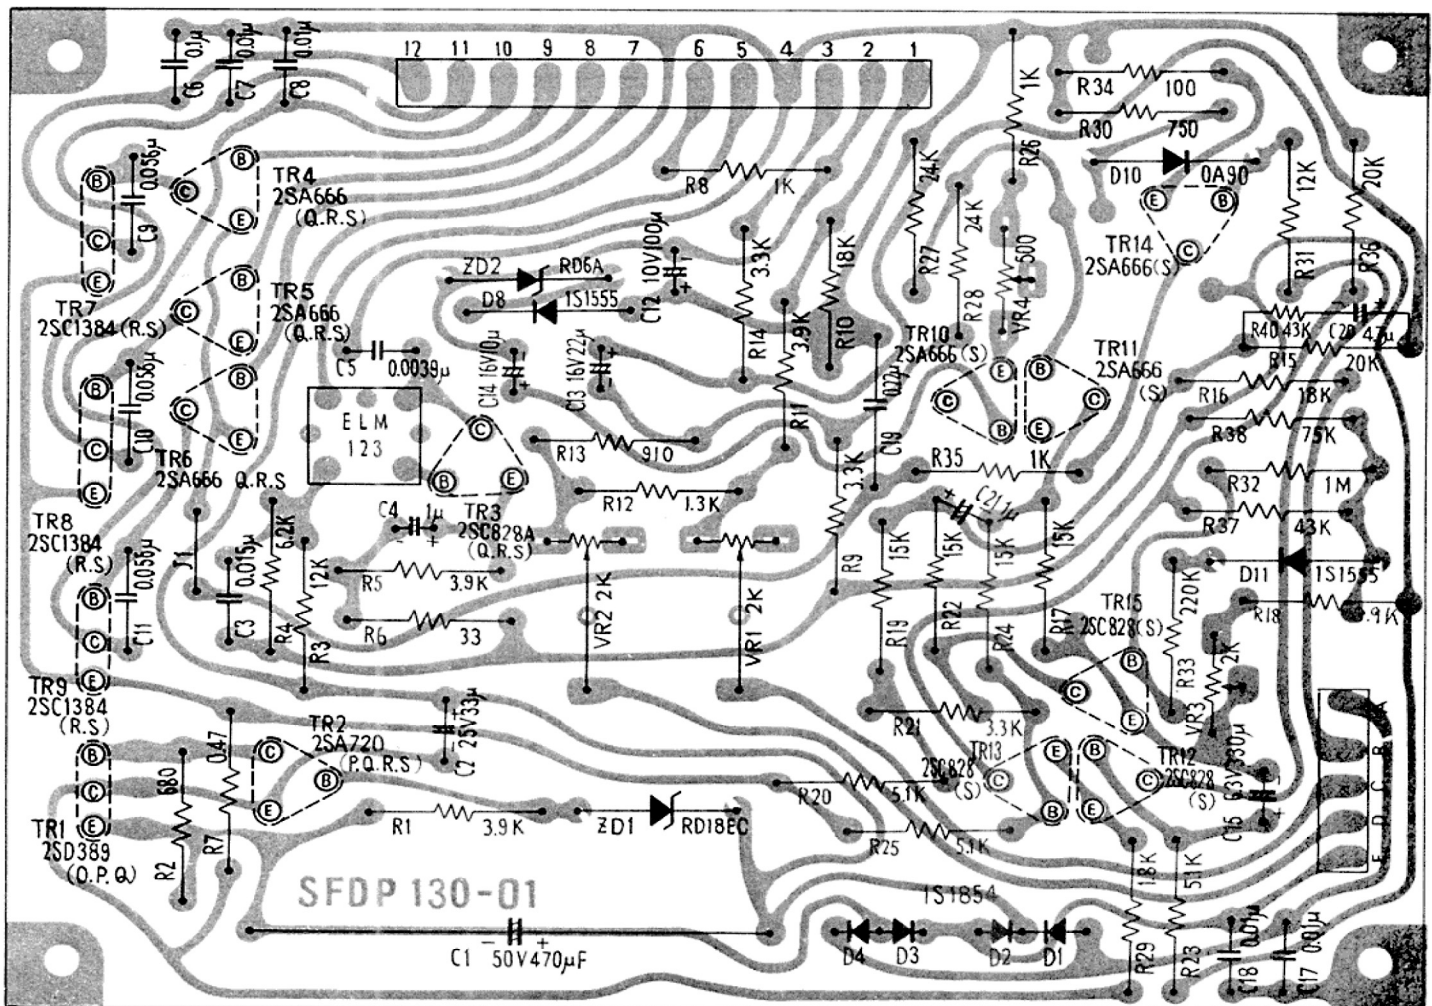 C6 0.1μ
C7 0.01μ
C8 0.01μ
12 11 10 9 8 7 6 5 4 3 2 1
R26 1K
R34 100
R30 750
D10 0A90
R31 12K
R36 20K
B C E
TR7
2SC1384 (R.S)
C9 0.056μ
C B E
TR4
2SA666
(Q.R.S)
R8 1K
R27 24K
R28 24K
VR4 500
E B C
TR14
2SA666(S)
C B E
TR5
2SA666
(Q.R.S)
ZD2 RD6A
D8 1S1555
C12 10V100μ
R14 3.3K
R10 18K
R11 3.9K
R40 43K
C20 4.7μ
R15 20K
C10 0.056μ
C5 0.0039μ
C14 16V10μ
C13 16V22μ
C19
TR10
2SA666(S)
E C B
TR11
2SA666
(S)
B C E
R16 18K
R38 75K
B C E
TR8
2SC1384
(R.S)
C B E
TR6
2SA666 Q.R.S
ELM
123
C B E
TR3
2SC828A
(Q.R.S)
R13 910
R12 1.3K
R9 3.3K
R35 1K
R32 1M
R37 43K
C4 1μ
C21 1μ
J1
R4 6.2K
C3 0.015μ
R3 12K
R5 3.9K
R6 33
VR2 2K
VR1 2K
R19 15K
R22 15K
R24 15K
R17 15K
D11 1S1555
R18 3.9K
R33 220K
VR3 2K
C11 0.056μ
B C E
TR9
2SC1384
(R.S)
TR15
2SC828(S)
B C E
A
B
C
D
E
B C E
TR1
2SD389
(O.P.Q)
R2 680
R7 0.47
TR2
2SA720
(P.Q.R.S)
C B E
C2 25V33μ
R21 3.3K
TR13
2SC828
(S)
E C B
TR12
2SC828
(S)
B C E
C16 6.3V330μ
R1 3.9K
ZD1 RD18EC
R20 5.1K
R25 5.1K
R29 1.8K
R23 51K
SFDP130-01
1S1854
C1 50V470μF
D4 D3 D2 D1
C18 0.01μ
C17 0.01μ